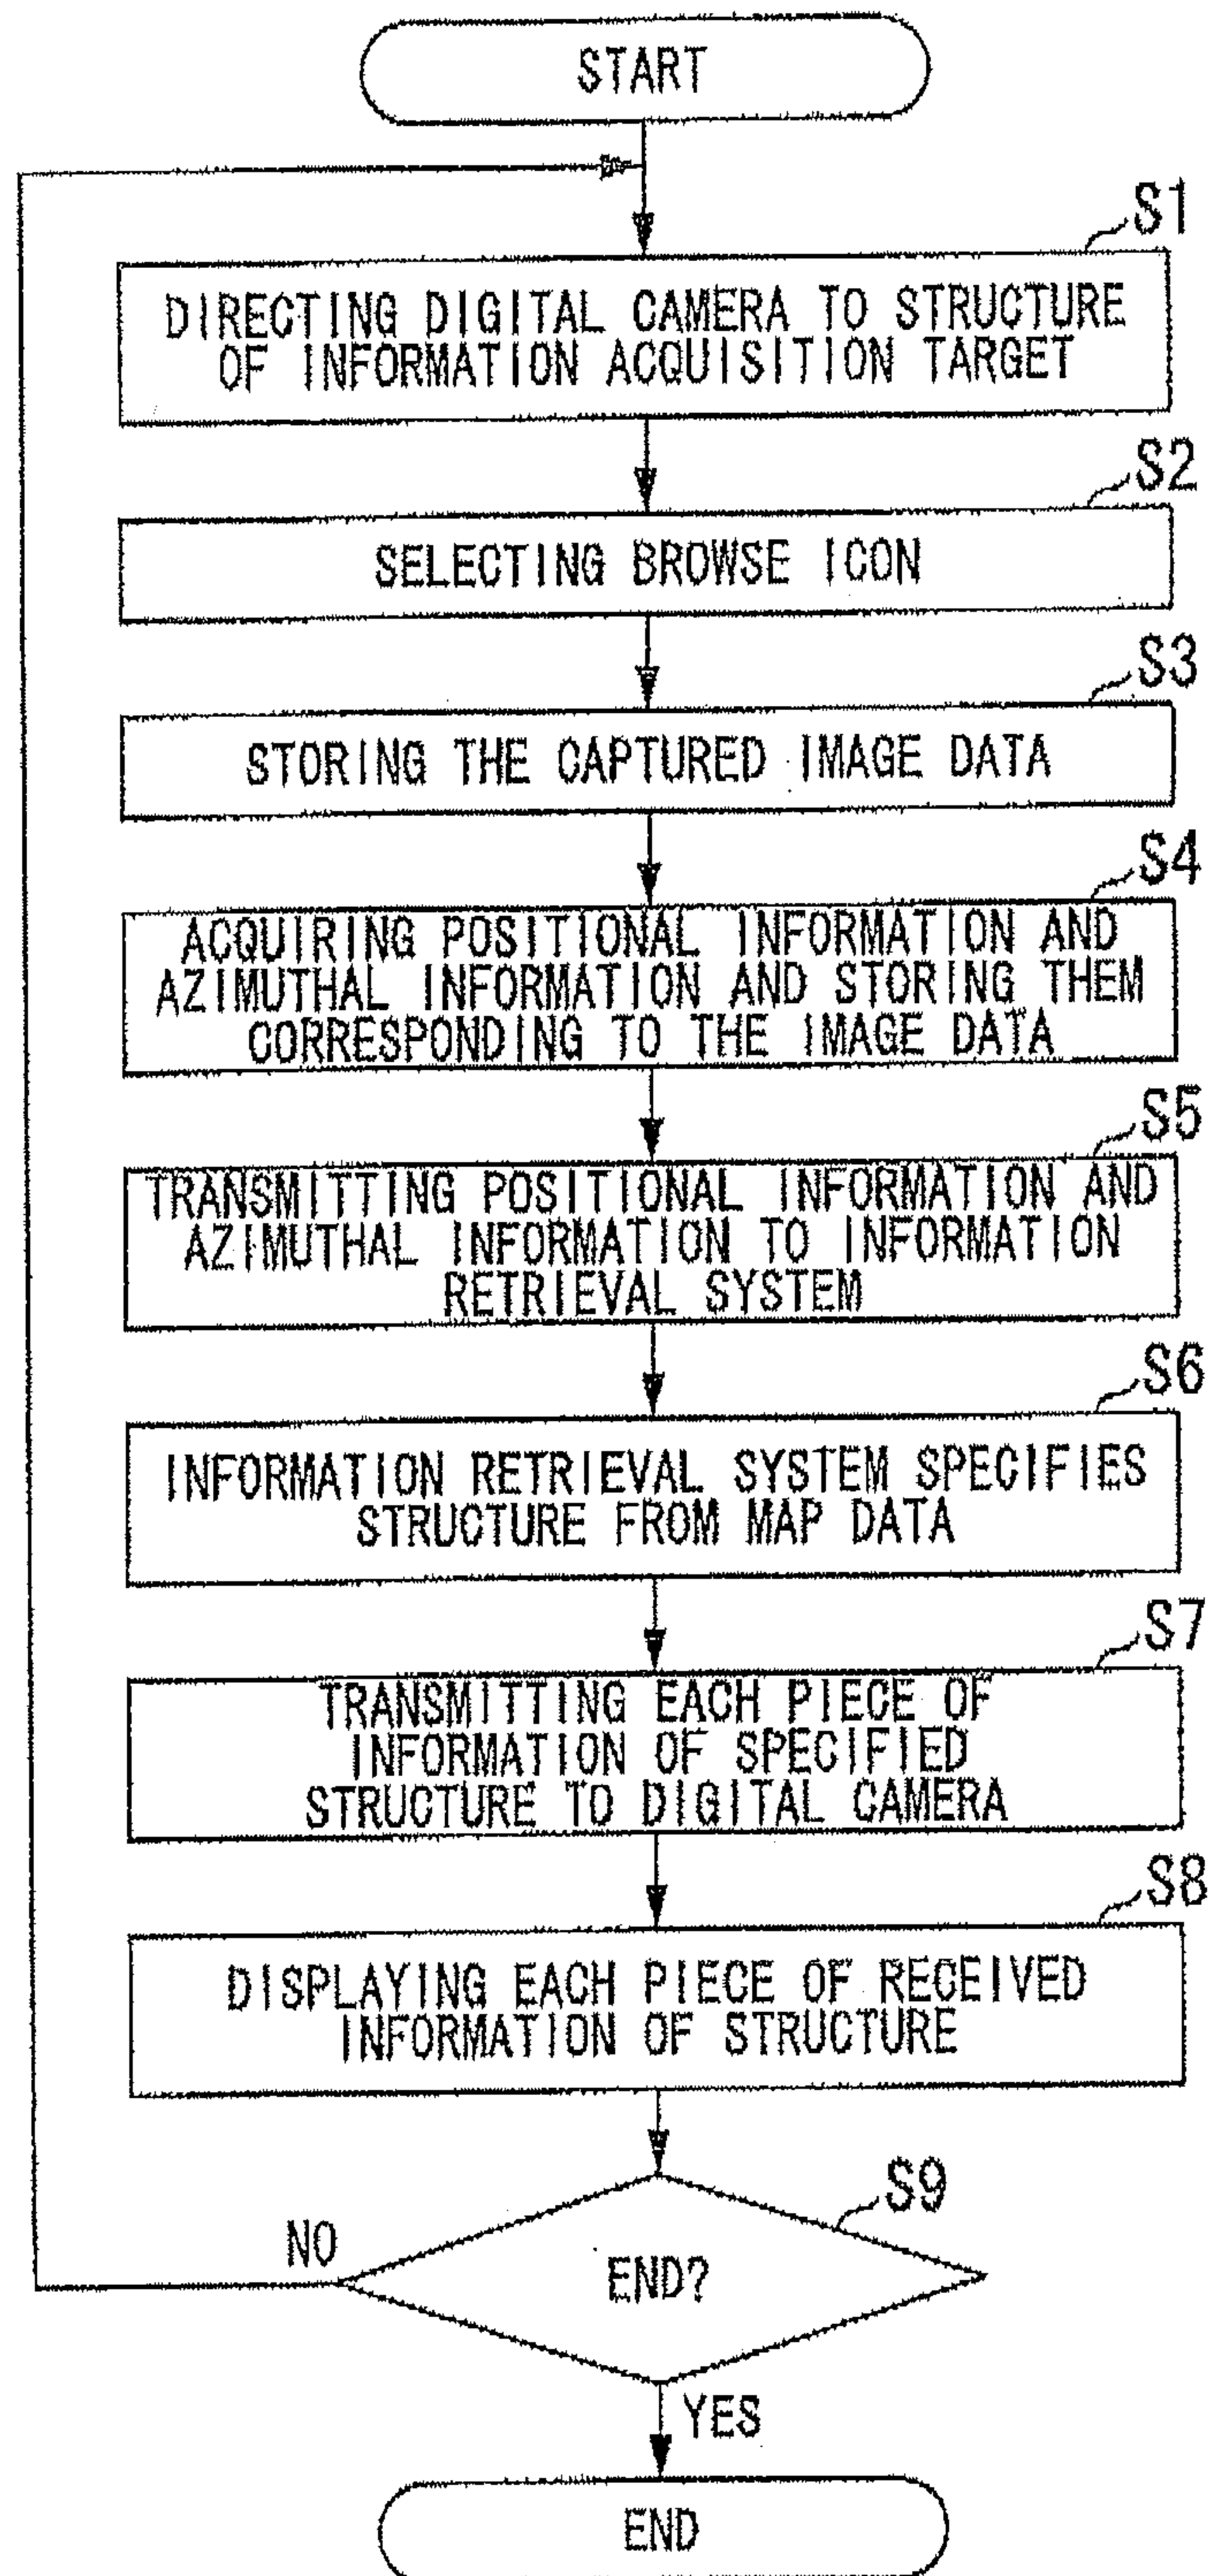 START
S1
DIRECTING DIGITAL CAMERA TO STRUCTURE
OF INFORMATION ACQUISITION TARGET
S2
SELECTING BROWSE ICON
S3
STORING THE CAPTURED IMAGE DATA
S4
ACQUIRING POSITIONAL INFORMATION AND
AZIMUTHAL INFORMATION AND STORING THEM
CORRESPONDING TO THE IMAGE DATA
S5
TRANSMITTING POSITIONAL INFORMATION AND
AZIMUTHAL INFORMATION TO INFORMATION
RETRIEVAL SYSTEM
S6
INFORMATION RETRIEVAL SYSTEM SPECIFIES
STRUCTURE FROM MAP DATA
S7
TRANSMITTING EACH PIECE OF
INFORMATION OF SPECIFIED
STRUCTURE TO DIGITAL CAMERA
S8
DISPLAYING EACH PIECE OF RECEIVED
INFORMATION OF STRUCTURE
S9
NO
END?
YES
END